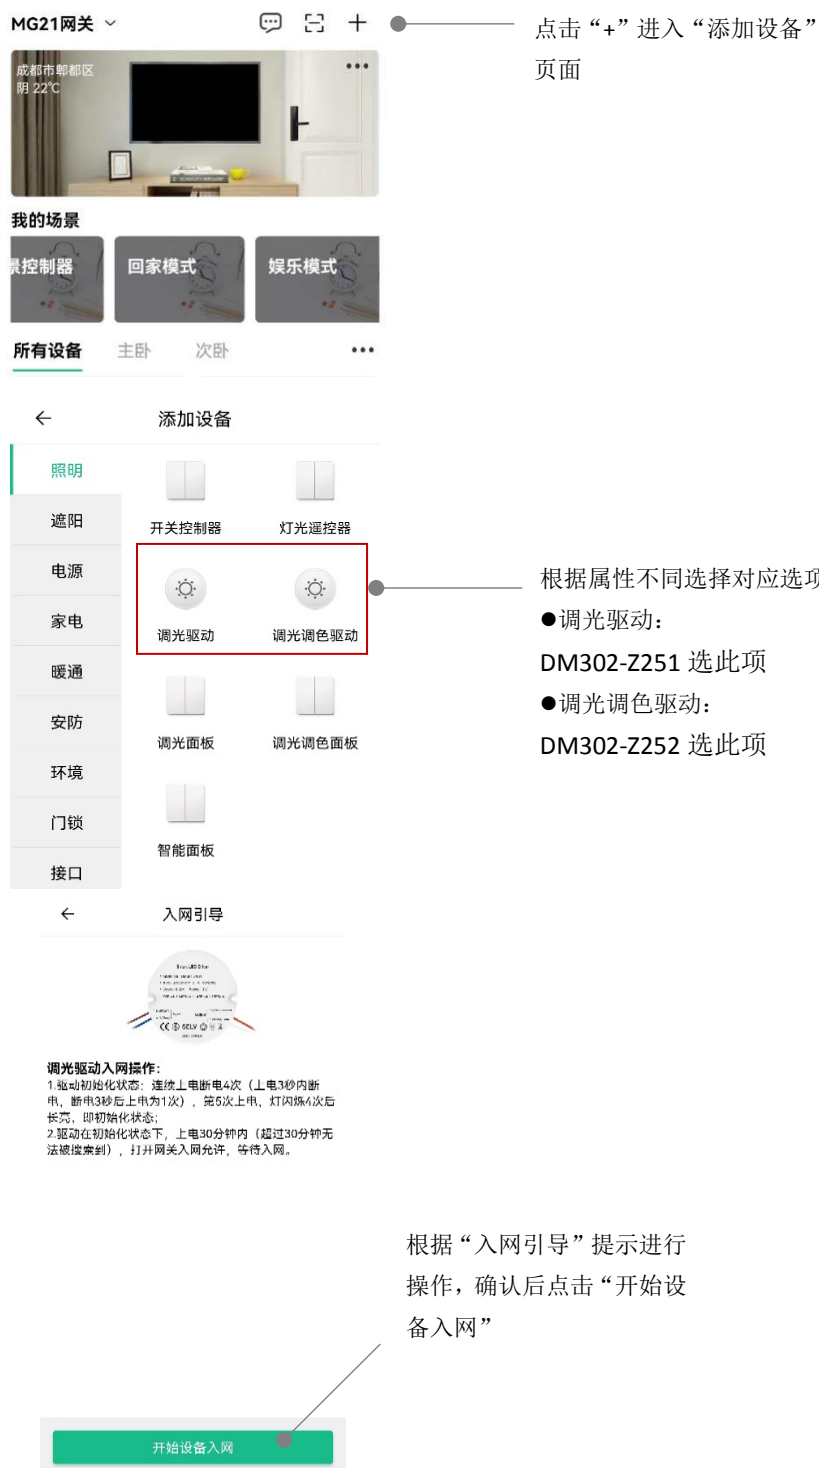 MG21网关
点击“+”进入“添加设备”
页面
成都市郫都区
阴 22℃
我的场景
景控制器
回家模式
娱乐模式
所有设备
主卧
次卧
添加设备
照明
遮阳
电源
家电
暖通
安防
环境
门锁
接口
开关控制器
灯光遥控器
调光驱动
调光调色驱动
调光面板
调光调色面板
智能面板
根据属性不同选择对应选项
●调光驱动:
DM302-Z251 选此项
●调光调色驱动:
DM302-Z252 选此项
入网引导
SELV
调光驱动入网操作:
1.驱动初始化状态: 连续上电断电4次（上电3秒内断
电, 断电3秒后上电为1次）, 第5次上电, 灯闪烁4次后
长亮, 即初始化状态;
2.驱动在初始化状态下, 上电30分钟内（超过30分钟无
法被搜索到）, 打开网关入网允许, 等待入网。
根据“入网引导”提示进行
操作，确认后点击“开始设
备入网”
开始设备入网